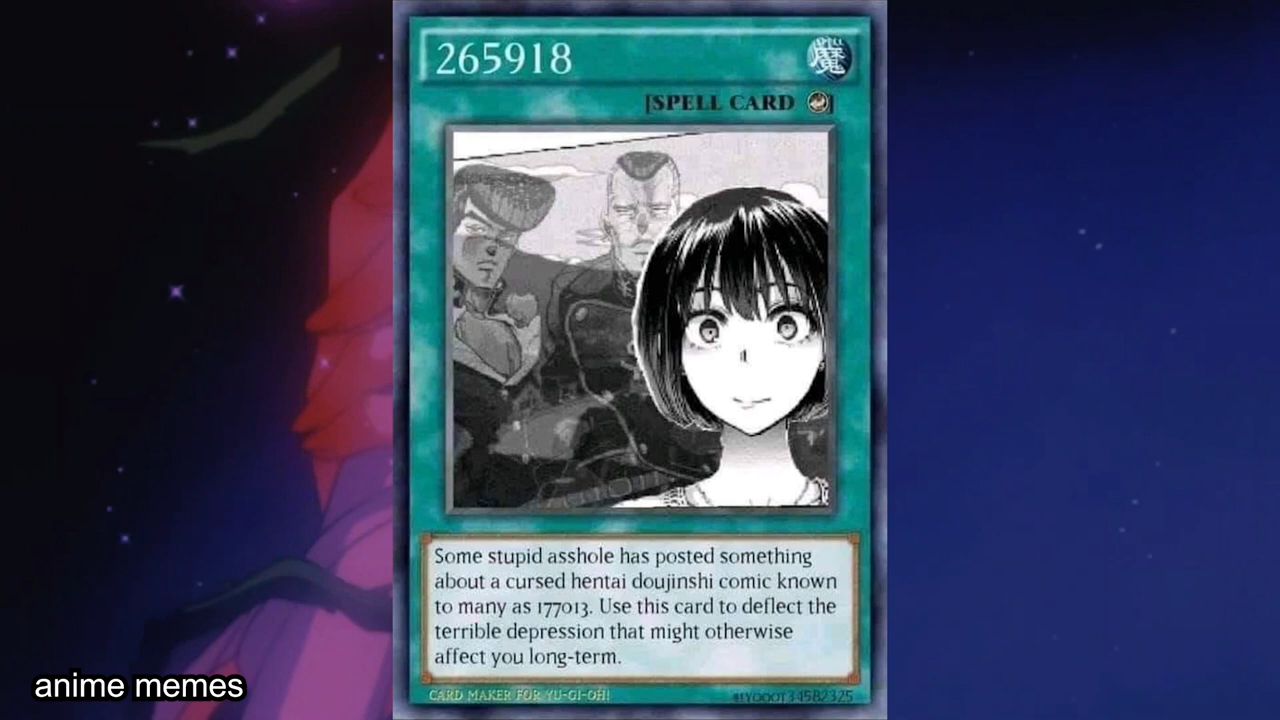 265918
魔
[SPELL CARD ]
Some stupid asshole has posted something
about a cursed hentai doujinshi comic known
to many as 177013. Use this card to deflect the
terrible depression that might otherwise
affect you long-term.
CARD MAKER FOR YU-GI-OH!
anime memes